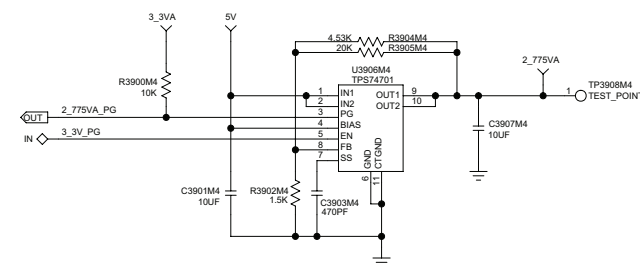 3_3VA
5V
2_775VA
4.53K R3904M4
20K R3905M4
U3906M4
TPS74701
R3900M4
10K
1 IN1
2 IN2
3 PG
4 BIAS
5 EN
8 FB
7 SS
OUT1 9
OUT2 10
GND 6
CTGND 11
OUT 2_775VA_PG
IN 3_3V_PG
1 TP3908M4
TEST_POINT
C3907M4
10UF
C3901M4
10UF
R3902M4
1.5K
C3903M4
470PF